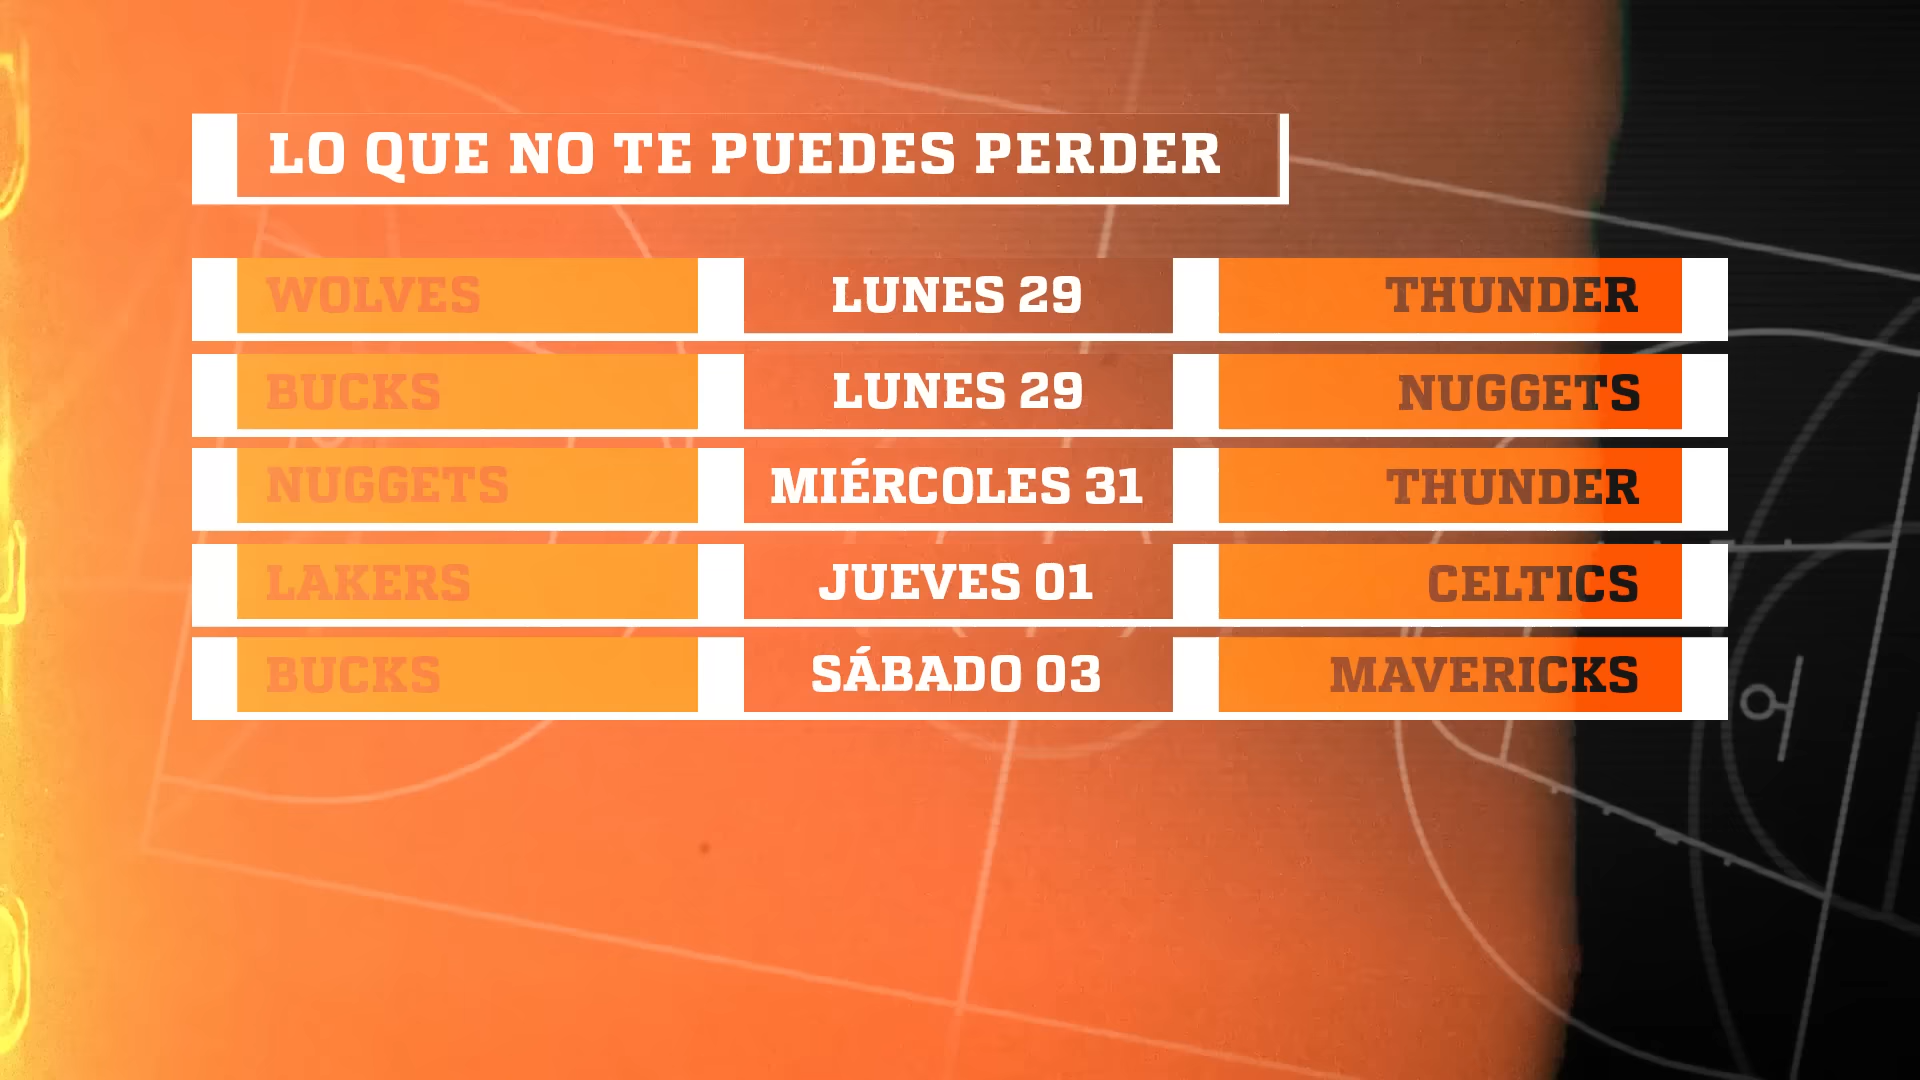 LO QUE NO TE PUEDES PERDER
WOLVES LUNES 29 THUNDER
BUCKS LUNES 29 NUGGETS
NUGGETS MIÉRCOLES 31 THUNDER
LAKERS JUEVES 01 CELTICS
BUCKS SÁBADO 03 MAVERICKS